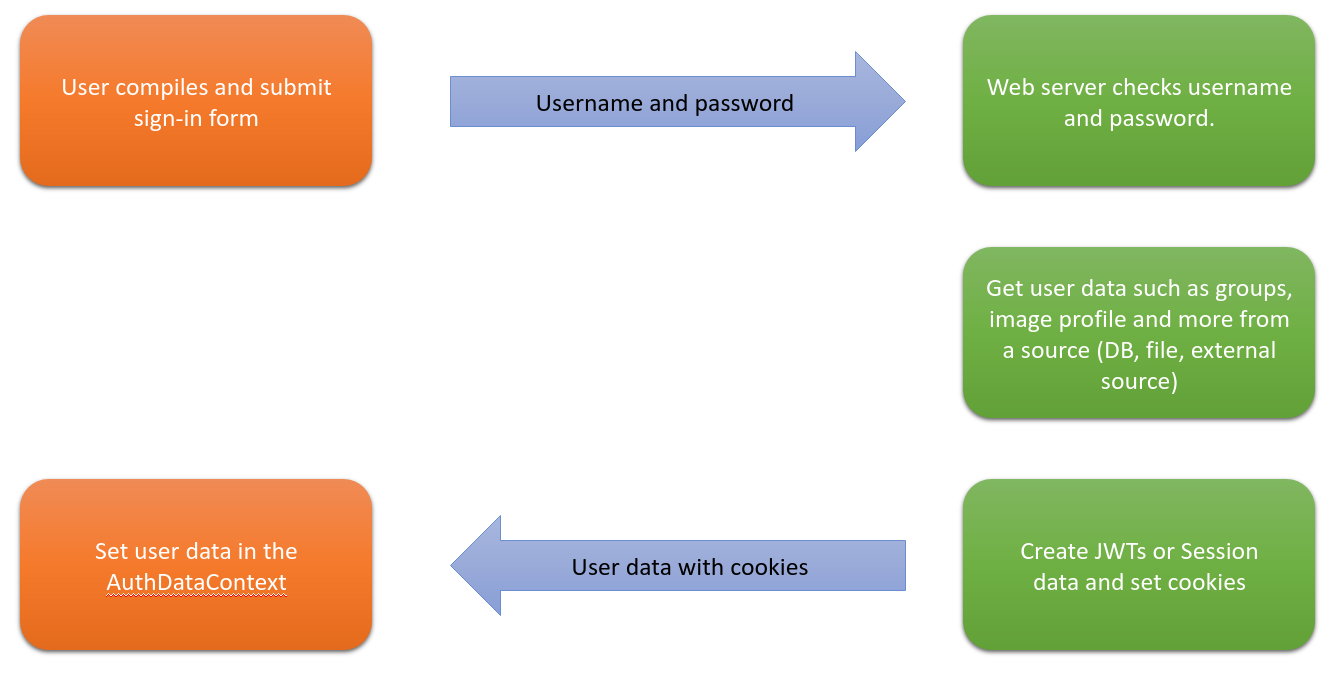 User compiles and submit
sign-in form
Username and password
Web server checks username
and password.
Get user data such as groups,
image profile and more from
a source (DB, file, external
source)
Set user data in the
AuthDataContext
User data with cookies
Create JWTs or Session
data and set cookies